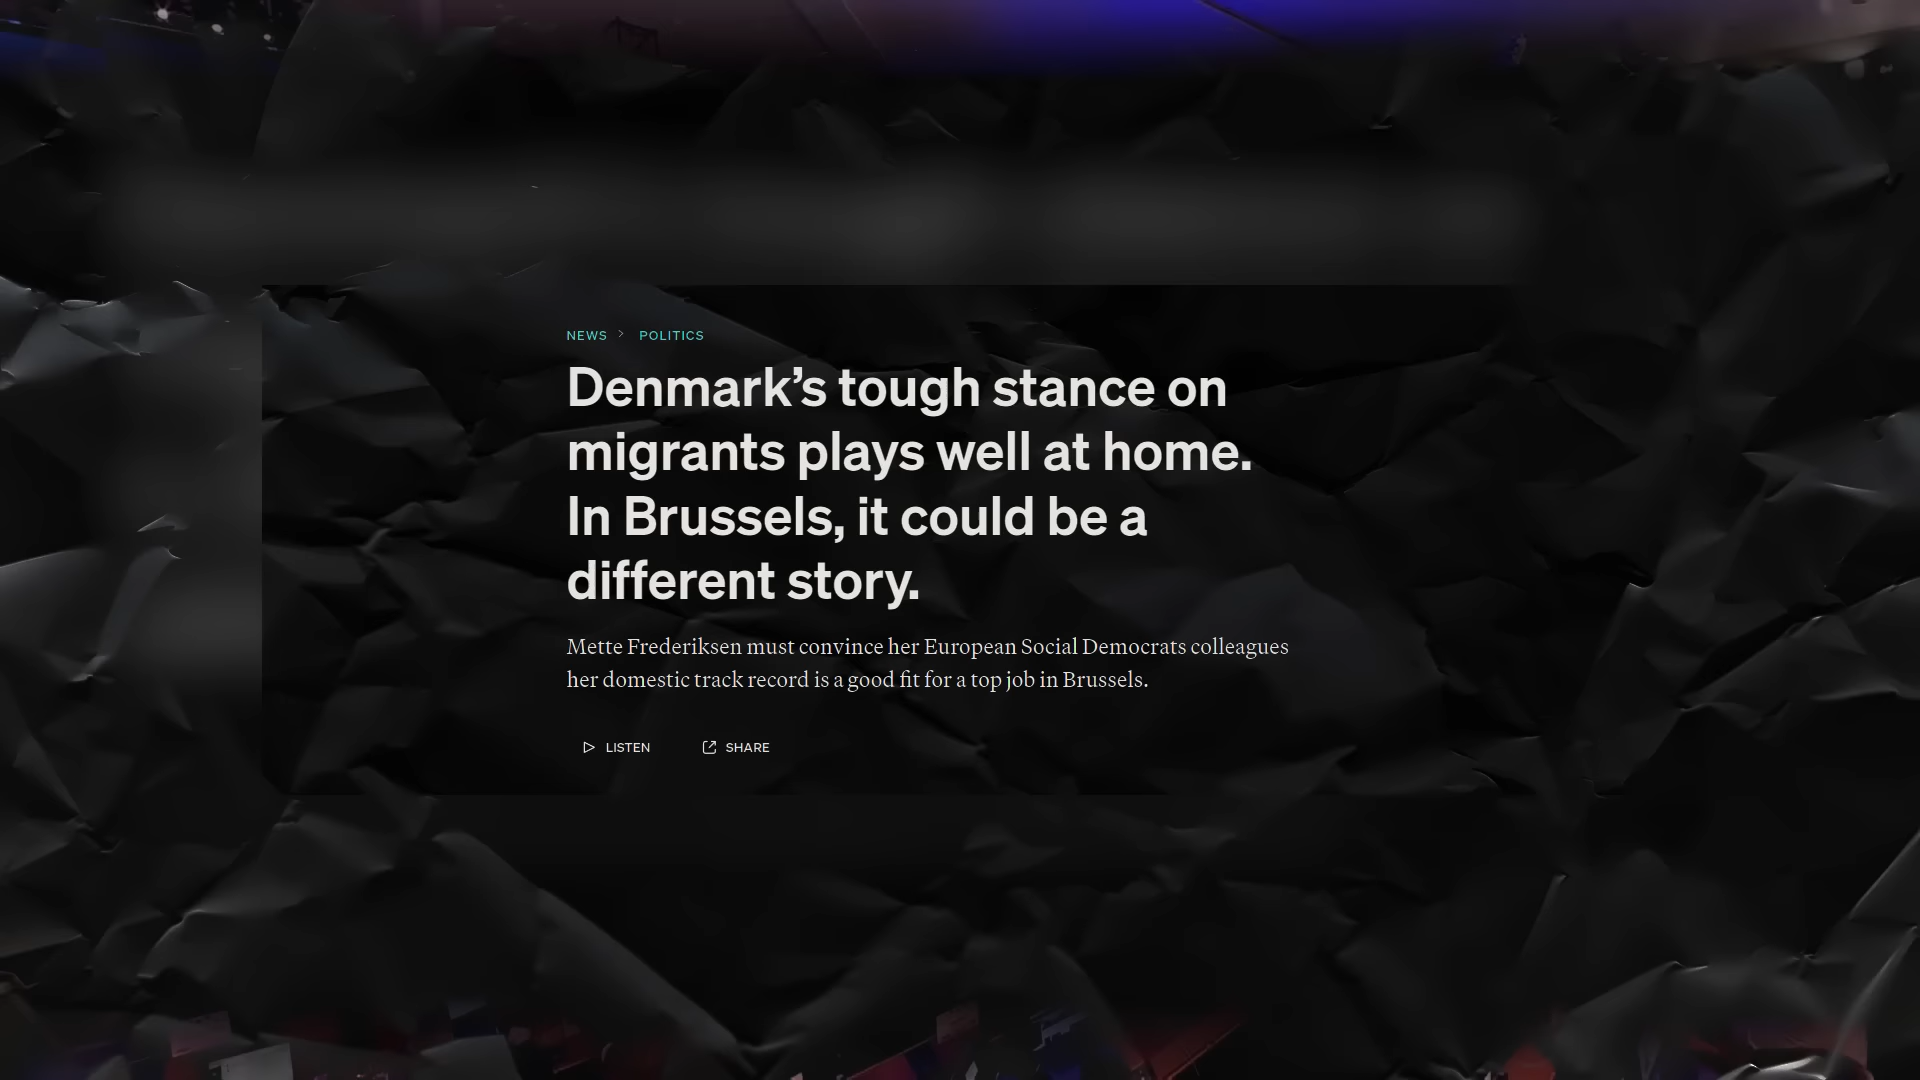 NEWS > POLITICS
Denmark’s tough stance on
migrants plays well at home.
In Brussels, it could be a
different story.
Mette Frederiksen must convince her European Social Democrats colleagues
her domestic track record is a good fit for a top job in Brussels.
LISTEN SHARE